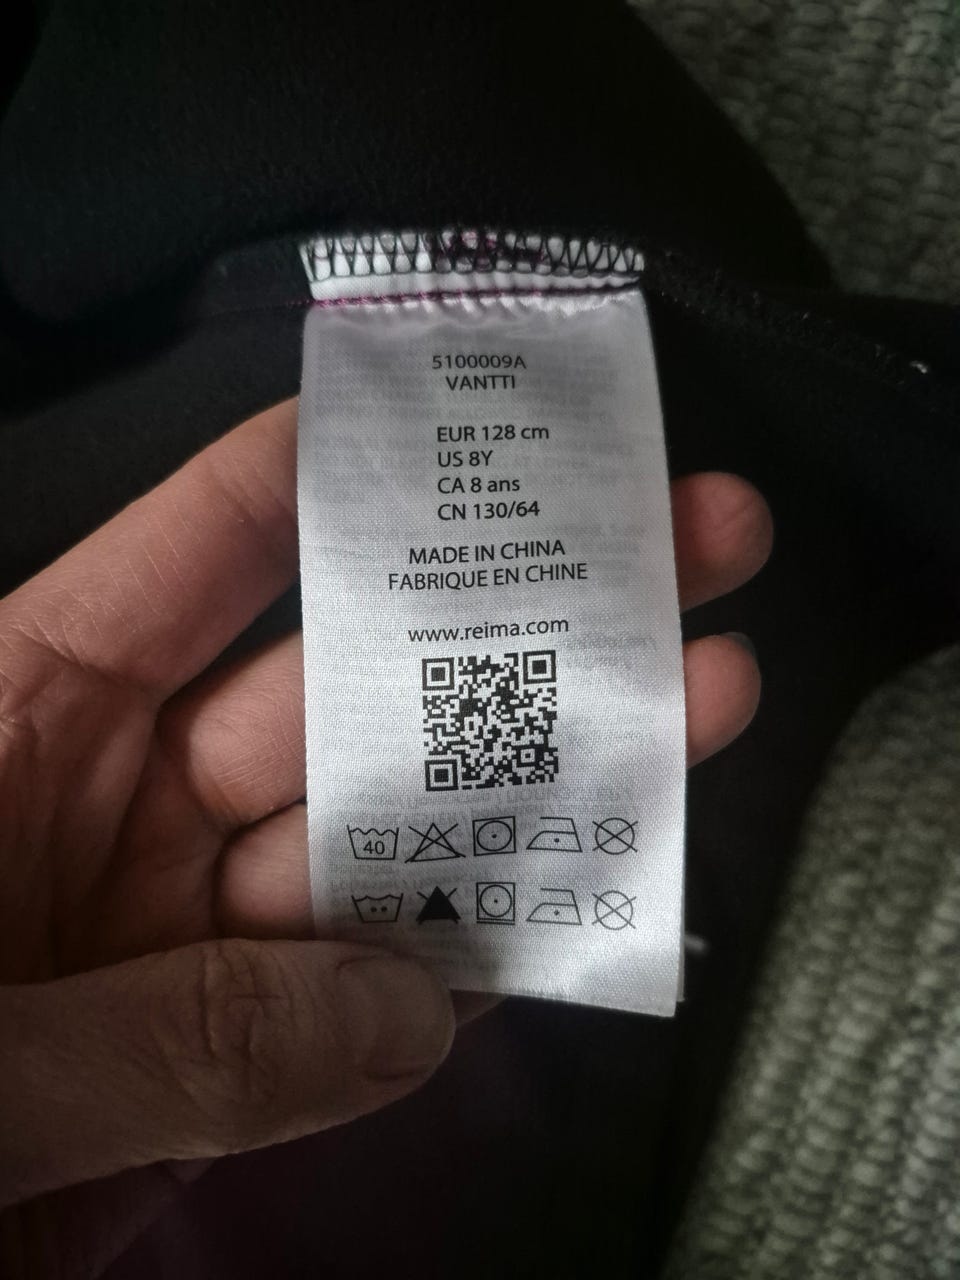 5100009A
VANTTI
EUR 128 cm
US 8Y
CA 8 ans
CN 130/64
MADE IN CHINA
FABRIQUE EN CHINE
www.reima.com
40